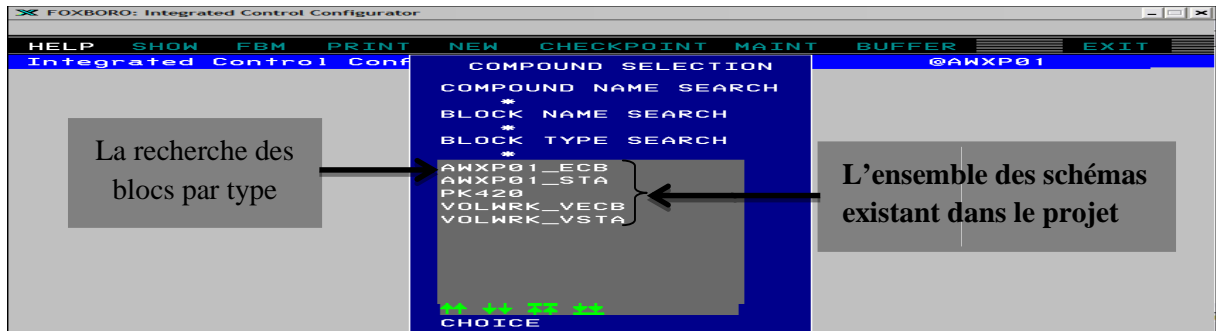 FOXBORO: Integrated Control Configurator
HELP SHOW FBM PRINT NEW CHECKPOINT MAINT BUFFER EXIT
Integrated Control Conf
@AWXP01
COMPOUND SELECTION
COMPOUND NAME SEARCH
*
BLOCK NAME SEARCH
*
BLOCK TYPE SEARCH
*
AWXP01_ECB
AWXP01_STA
PK420
VOLWRK_VECB
VOLWRK_VSTA
CHOICE
La recherche des
blocs par type
L'ensemble des schémas
existant dans le projet